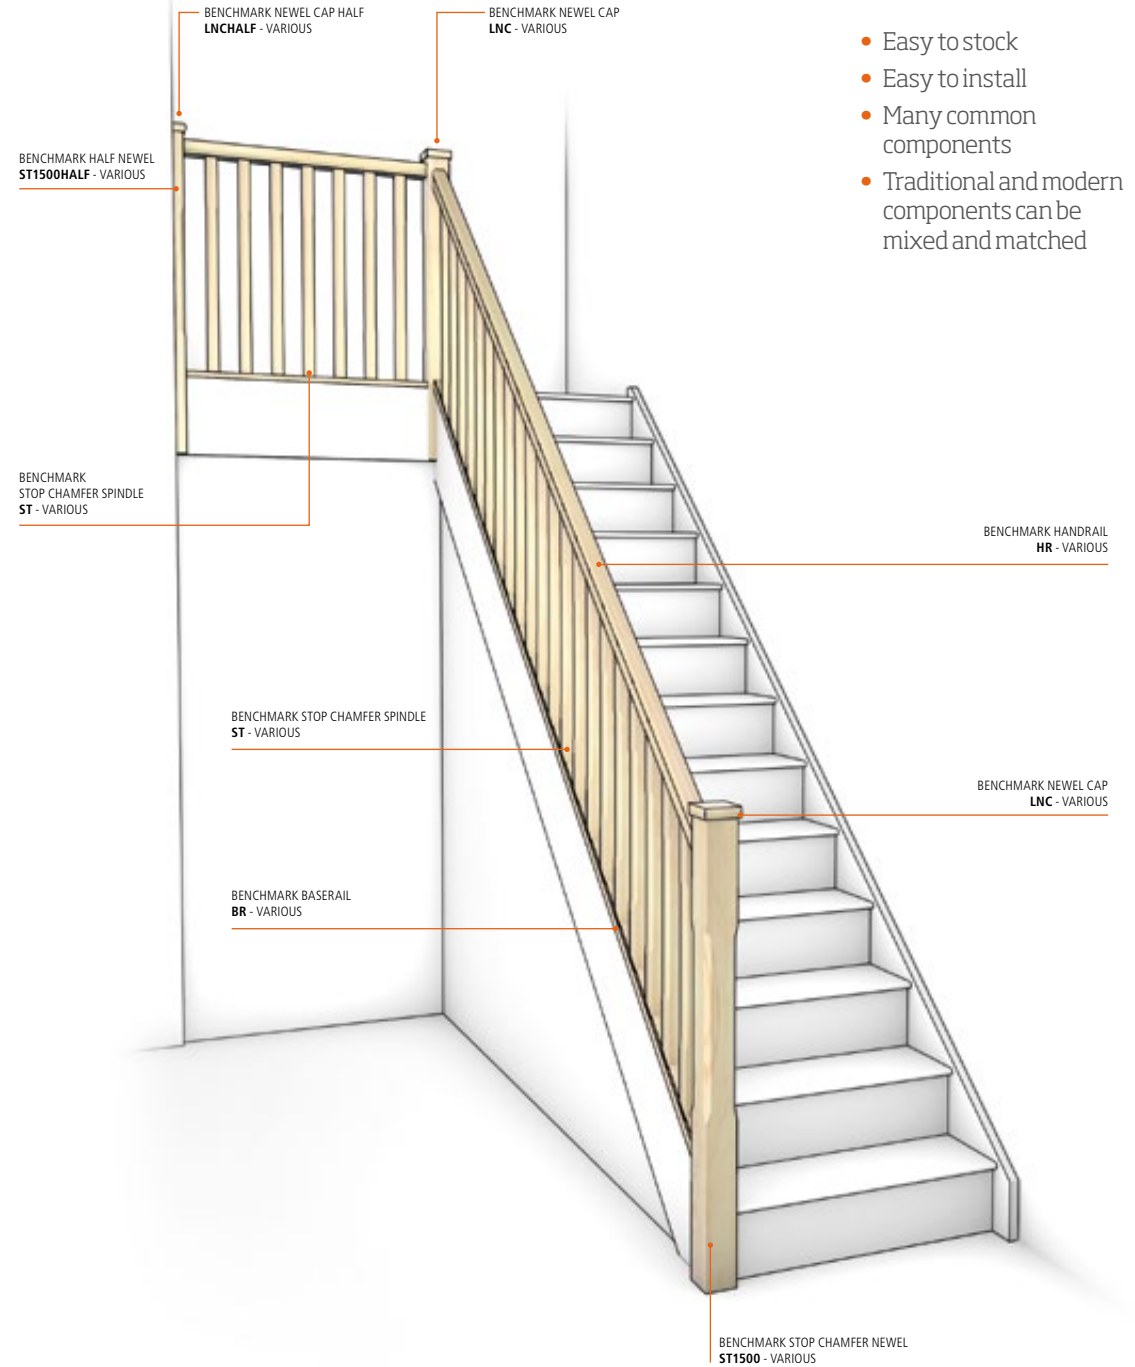 BENCHMARK NEWEL CAP HALF
LNCHALF - VARIOUS
BENCHMARK NEWEL CAP
LNC - VARIOUS
• Easy to stock
• Easy to install
• Many common
components
• Traditional and modern
components can be
mixed and matched
BENCHMARK HALF NEWEL
ST1500HALF - VARIOUS
BENCHMARK
STOP CHAMFER SPINDLE
ST - VARIOUS
BENCHMARK HANDRAIL
HR - VARIOUS
BENCHMARK STOP CHAMFER SPINDLE
ST - VARIOUS
BENCHMARK NEWEL CAP
LNC - VARIOUS
BENCHMARK BASERAIL
BR - VARIOUS
BENCHMARK STOP CHAMFER NEWEL
ST1500 - VARIOUS